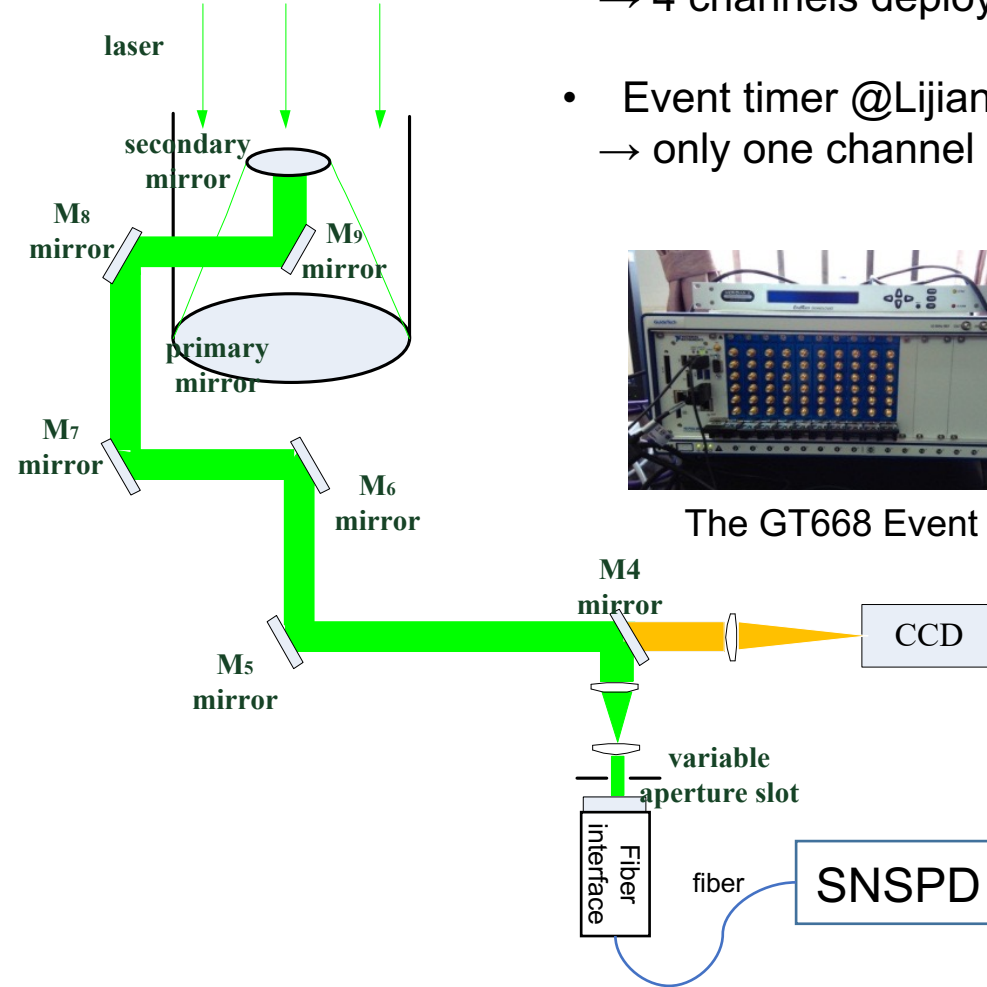 → 4 channels deploy
laser
• Event timer @Lijian
→ only one channel
secondary
mirror
M8
mirror
M9
mirror
primary
mirror
M7
mirror
M6
mirror
The GT668 Event
M4
mirror
CCD
M5
mirror
variable
aperture slot
Fiber
interface
fiber
SNSPD